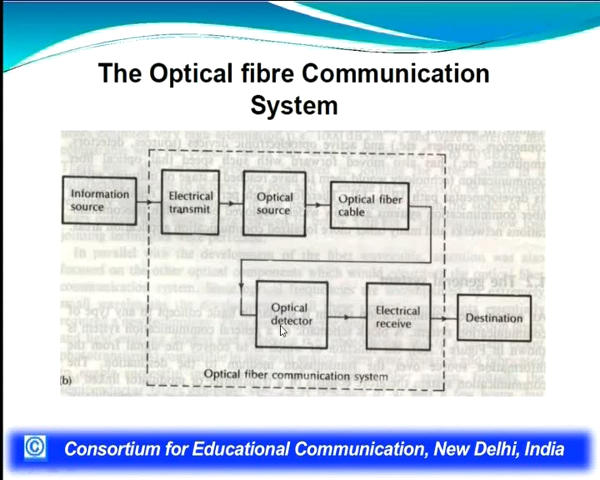 The Optical fibre Communication
System
Information
source
Electrical
transmit
Optical
source
Optical fiber
cable
Optical
detector
Electrical
receive
Destination
Optical fiber communication system
(b)
© Consortium for Educational Communication, New Delhi, India